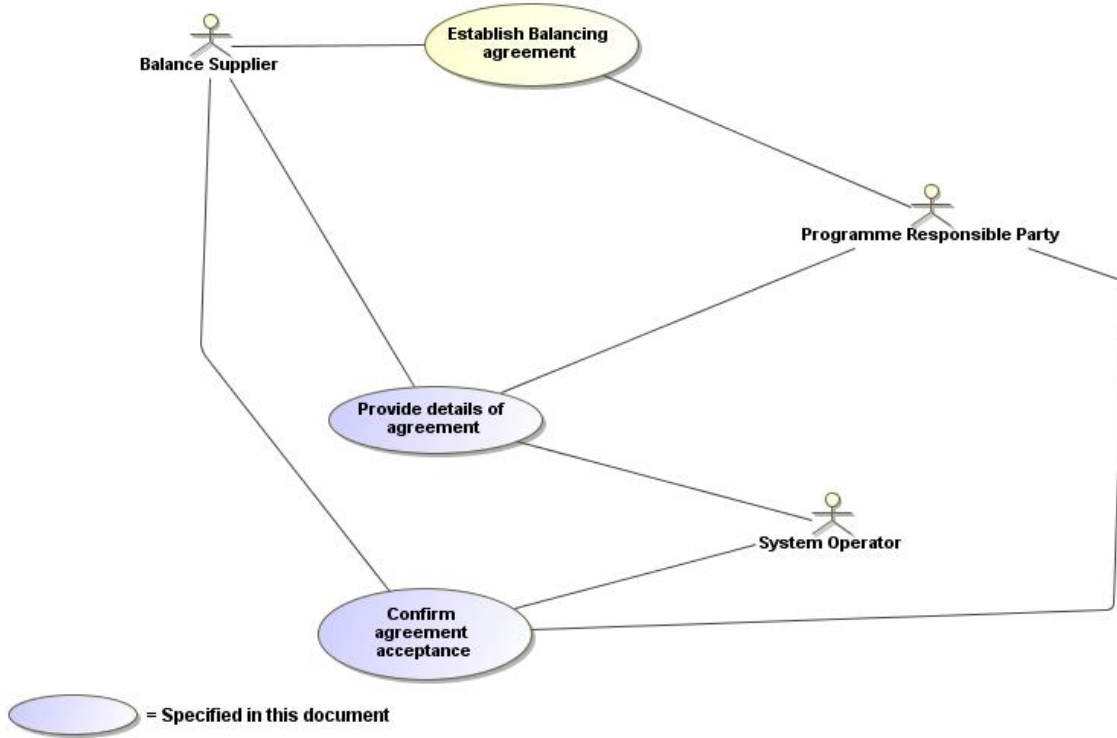 Establish Balancing
agreement
Balance Supplier
Programme Responsible Party
Provide details of
agreement
System Operator
Confirm
agreement
acceptance
= Specified in this document